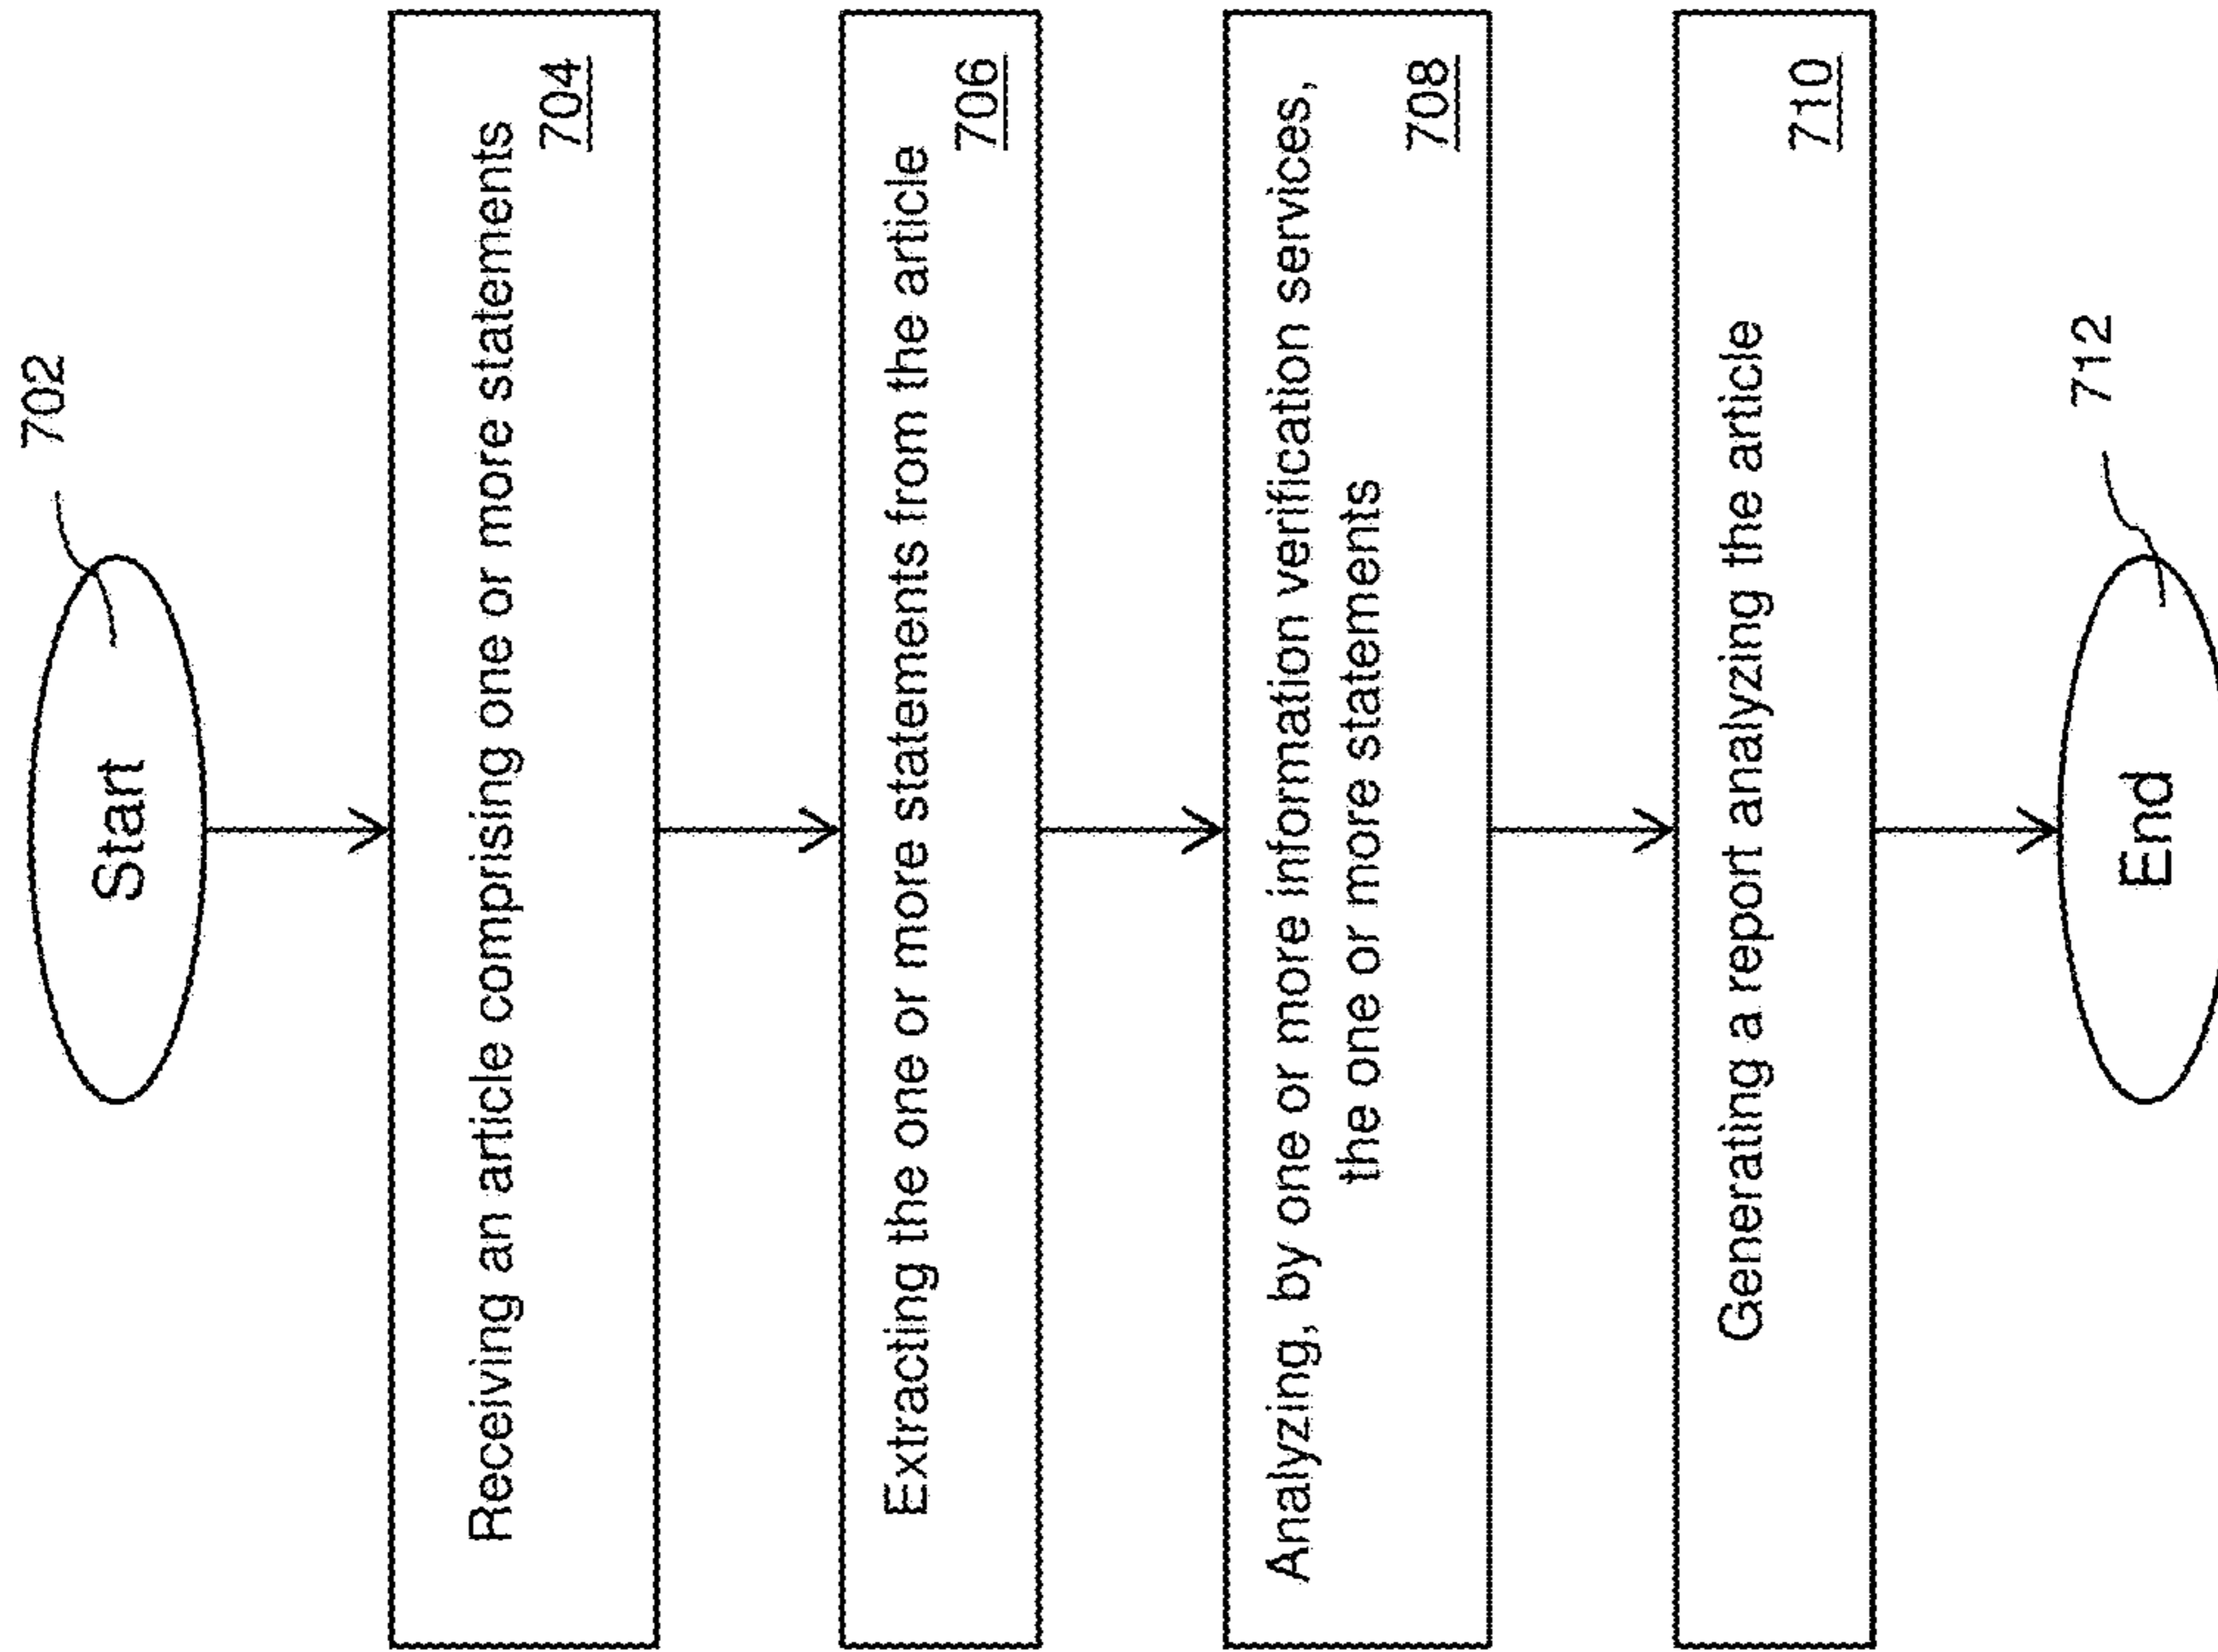 702
Start
Receiving an article comprising one or more statements
704
Extracting the one or more statements from the article
706
Analyzing, by one or more information verification services,
the one or more statements
708
Generating a report analyzing the article
710
712
End